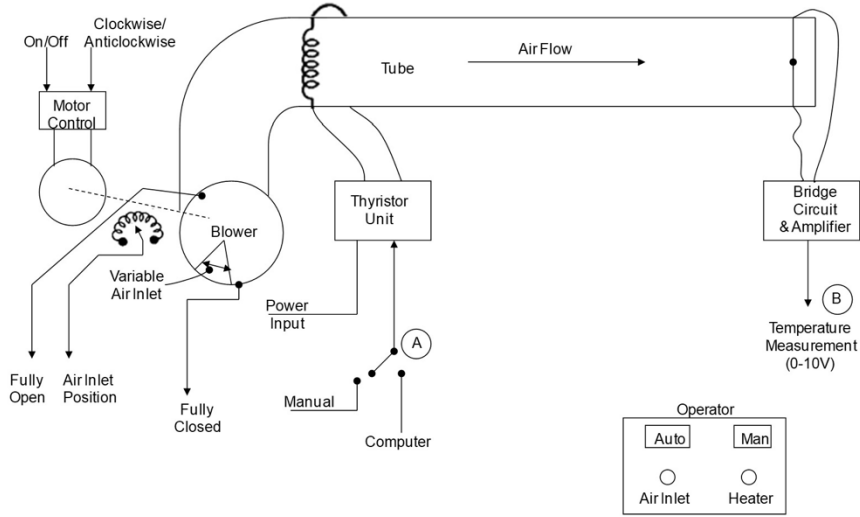 Clockwise/
Anticlockwise
On/Off
Motor
Control
Tube
Air Flow
Blower
Thyristor
Unit
Bridge
Circuit
& Amplifier
Variable
Air Inlet
Power
Input
A
B
Temperature
Measurement
(0-10V)
Fully
Open
Air Inlet
Position
Fully
Closed
Manual
Computer
Operator
Auto
Man
Air Inlet
Heater